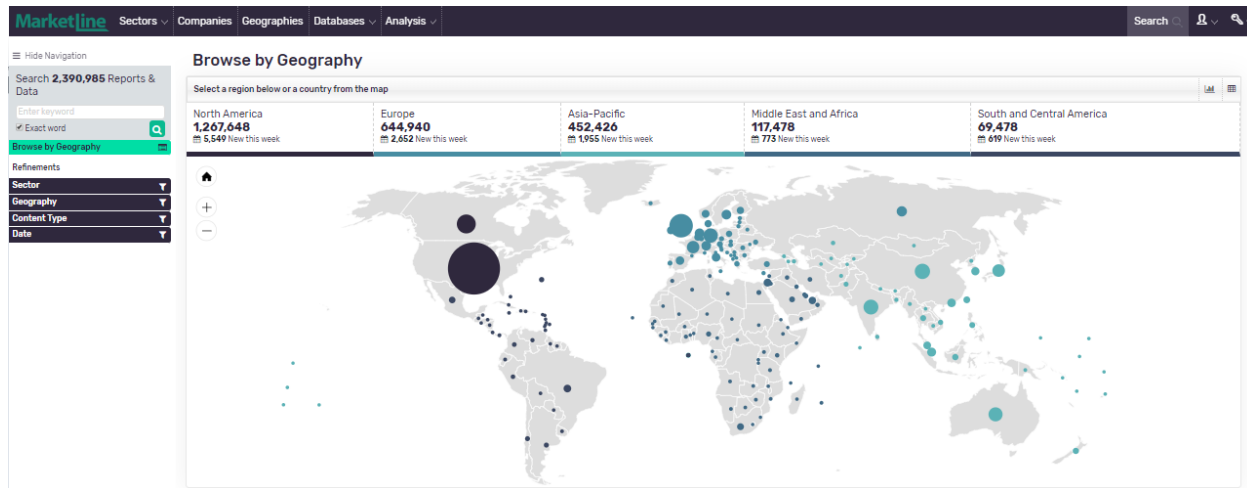 Marketline Sectors Companies Geographies Databases Analysis Search
Hide Navigation
Search 2,390,985 Reports &
Data
Enter keyword
Exact word
Browse by Geography
Refinements
Sector
Geography
Content Type
Date
Browse by Geography
Select a region below or a country from the map
North America
1,267,648
5,549 New this week
Europe
644,940
2,652 New this week
Asia-Pacific
452,426
1,955 New this week
Middle East and Africa
117,478
773 New this week
South and Central America
69,478
619 New this week